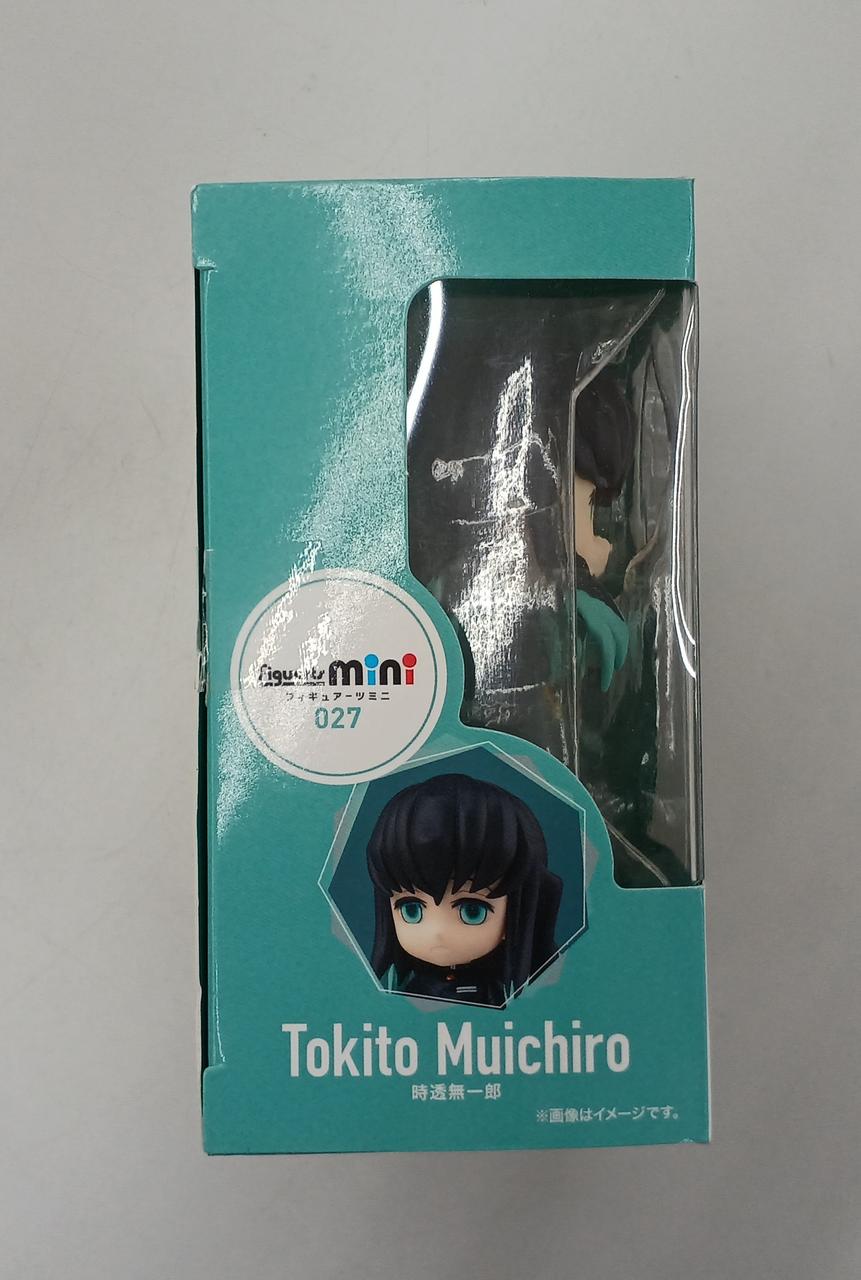 figuarts mini
フィギュアーツミニ
027
Tokito Muichiro
時透無一郎
※画像はイメージです。